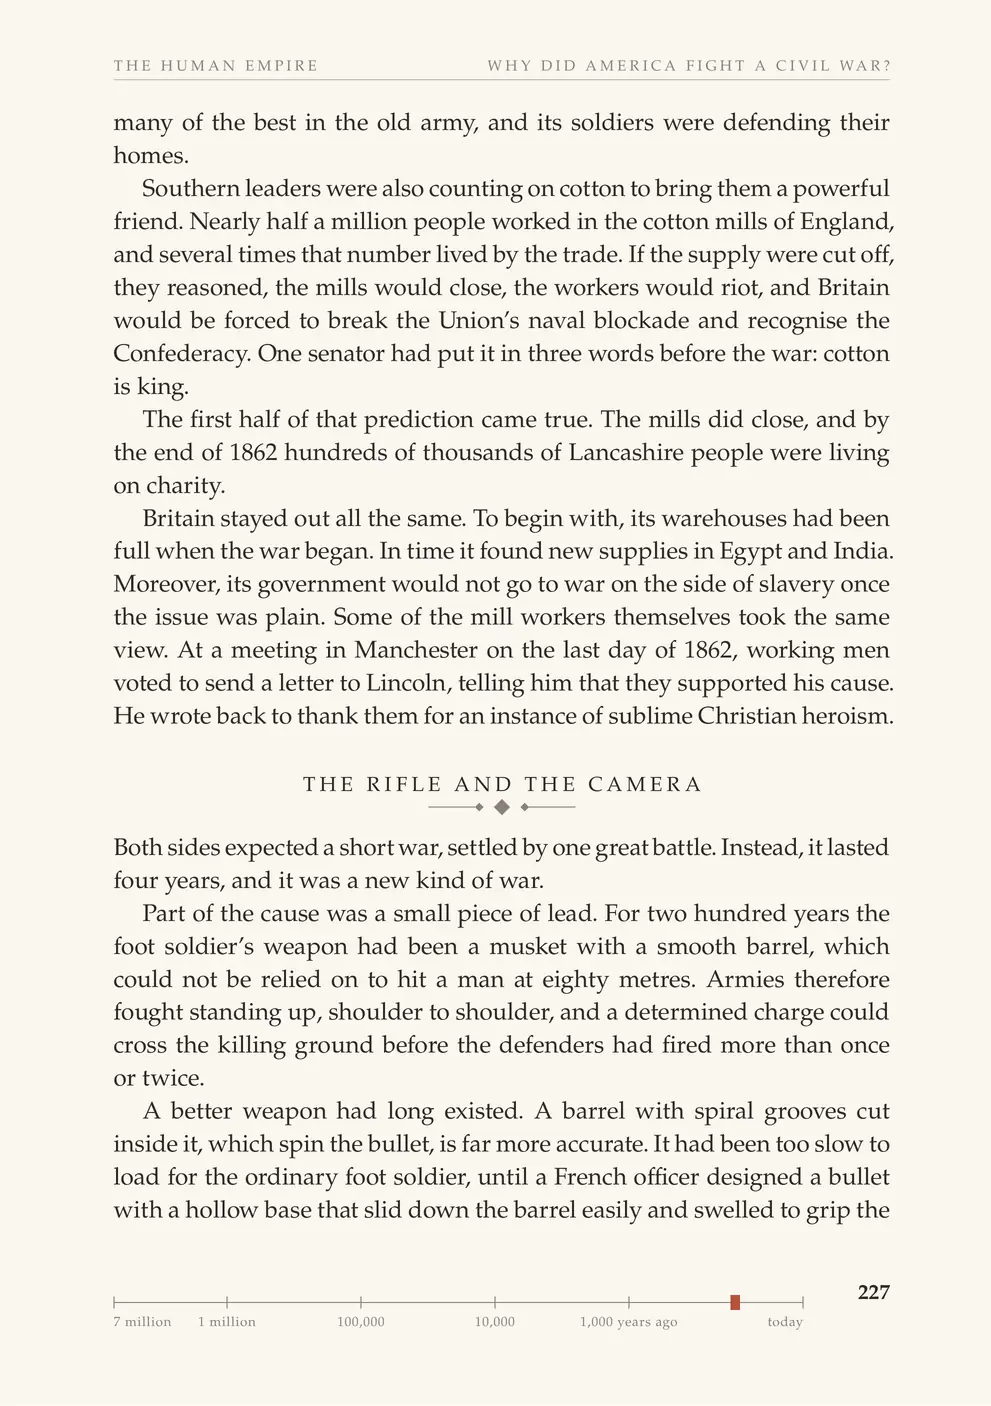 THE HUMAN EMPIRE
WHY DID AMERICA FIGHT A CIVIL WAR?
many of the best in the old army, and its soldiers were defending their
homes.
Southern leaders were also counting on cotton to bring them a powerful
friend. Nearly half a million people worked in the cotton mills of England,
and several times that number lived by the trade. If the supply were cut off,
they reasoned, the mills would close, the workers would riot, and Britain
would be forced to break the Union’s naval blockade and recognise the
Confederacy. One senator had put it in three words before the war: cotton
is king.
The first half of that prediction came true. The mills did close, and by
the end of 1862 hundreds of thousands of Lancashire people were living
on charity.
Britain stayed out all the same. To begin with, its warehouses had been
full when the war began. In time it found new supplies in Egypt and India.
Moreover, its government would not go to war on the side of slavery once
the issue was plain. Some of the mill workers themselves took the same
view. At a meeting in Manchester on the last day of 1862, working men
voted to send a letter to Lincoln, telling him that they supported his cause.
He wrote back to thank them for an instance of sublime Christian heroism.
THE RIFLE AND THE CAMERA
Both sides expected a short war, settled by one great battle. Instead, it lasted
four years, and it was a new kind of war.
Part of the cause was a small piece of lead. For two hundred years the
foot soldier’s weapon had been a musket with a smooth barrel, which
could not be relied on to hit a man at eighty metres. Armies therefore
fought standing up, shoulder to shoulder, and a determined charge could
cross the killing ground before the defenders had fired more than once
or twice.
A better weapon had long existed. A barrel with spiral grooves cut
inside it, which spin the bullet, is far more accurate. It had been too slow to
load for the ordinary foot soldier, until a French officer designed a bullet
with a hollow base that slid down the barrel easily and swelled to grip the
227
7 million 1 million 100,000 10,000 1,000 years ago today